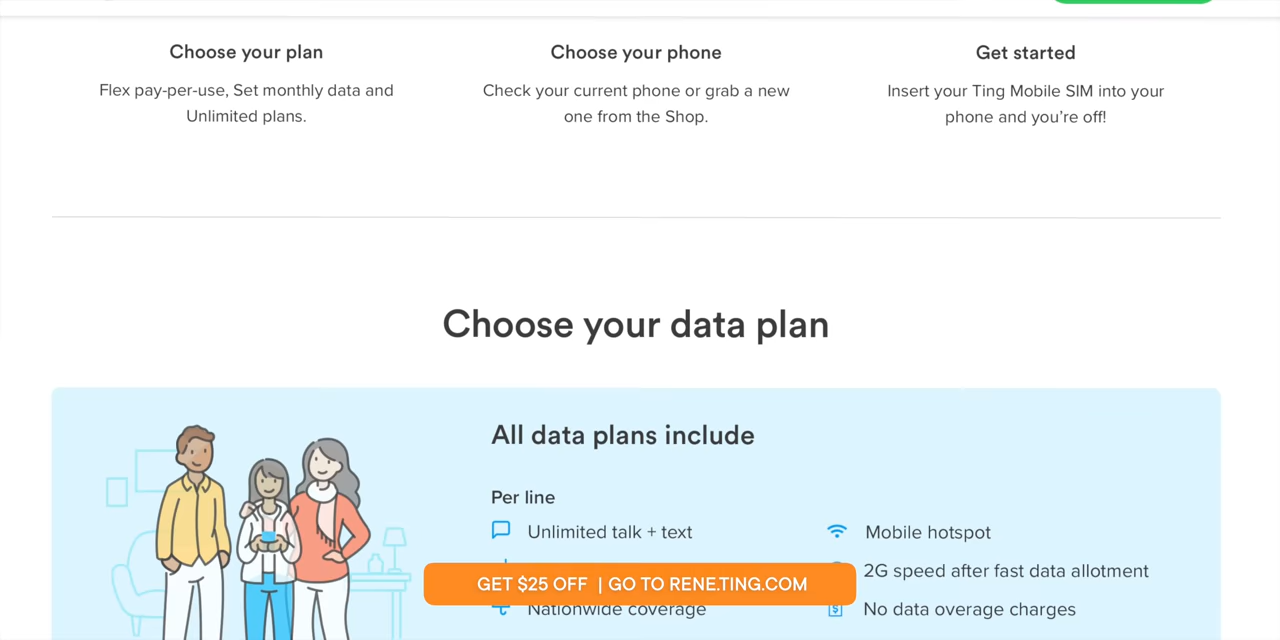 Choose your plan
Flex pay-per-use, Set monthly data and
Unlimited plans.
Choose your phone
Check your current phone or grab a new
one from the Shop.
Get started
Insert your Ting Mobile SIM into your
phone and you’re off!
Choose your data plan
All data plans include
Per line
Unlimited talk + text
Mobile hotspot
2G speed after fast data allotment
GET $25 OFF | GO TO RENE.TING.COM
Nationwide coverage
No data overage charges